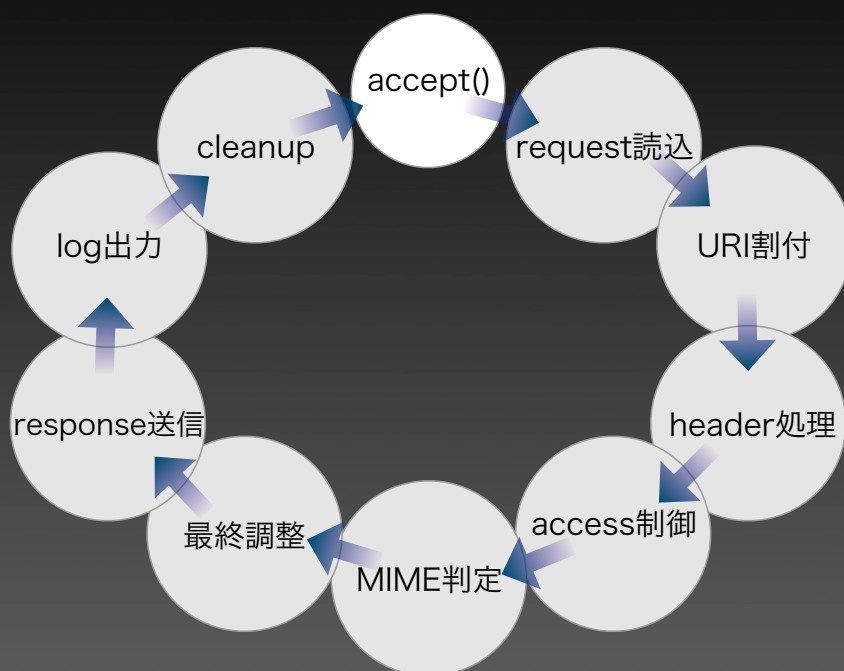 accept()
request読込
URI割付
header処理
access制御
MIME判定
最終調整
response送信
log出力
cleanup